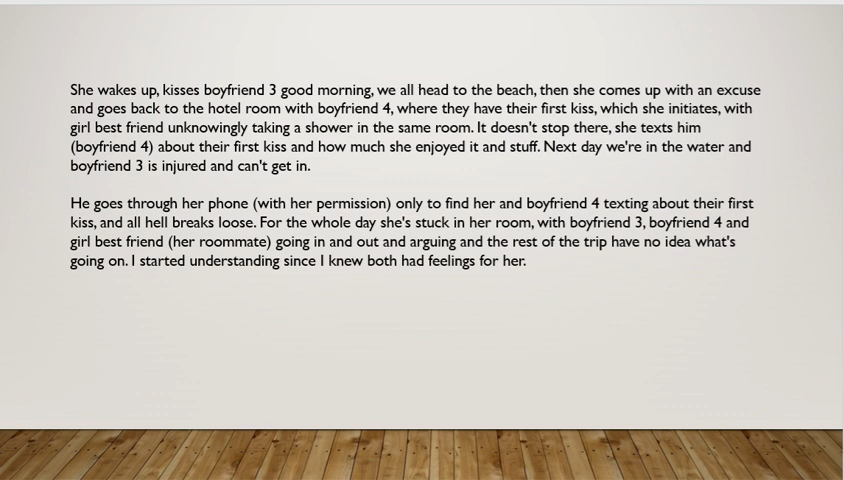 She wakes up, kisses boyfriend 3 good morning, we all head to the beach, then she comes up with an excuse
and goes back to the hotel room with boyfriend 4, where they have their first kiss, which she initiates, with
girl best friend unknowingly taking a shower in the same room. It doesn't stop there, she texts him
(boyfriend 4) about their first kiss and how much she enjoyed it and stuff. Next day we're in the water and
boyfriend 3 is injured and can't get in.
He goes through her phone (with her permission) only to find her and boyfriend 4 texting about their first
kiss, and all hell breaks loose. For the whole day she's stuck in her room, with boyfriend 3, boyfriend 4 and
girl best friend (her roommate) going in and out and arguing and the rest of the trip have no idea what's
going on. I started understanding since I knew both had feelings for her.